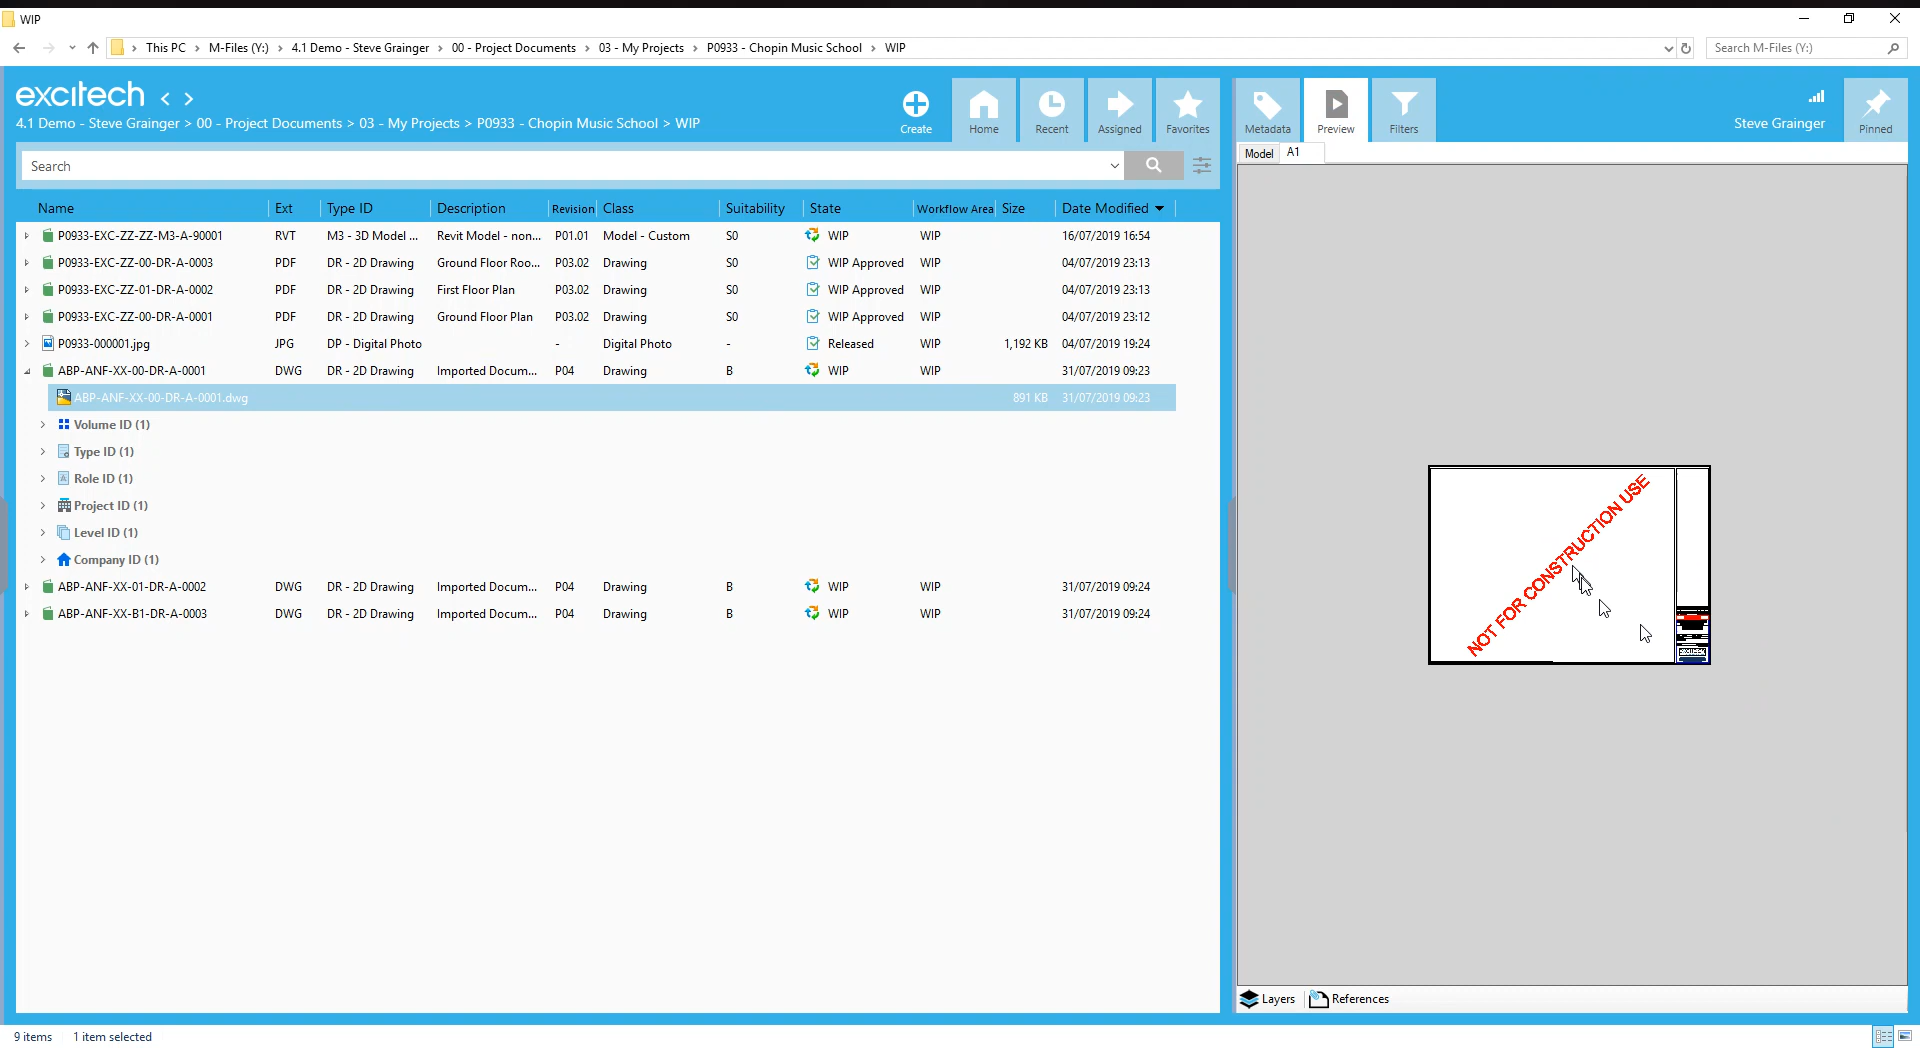 WIP
This PC > M-Files (Y:) > 4.1 Demo - Steve Grainger > 00 - Project Documents > 03 - My Projects > P0933 - Chopin Music School > WIP
Search M-Files (Y:)
excitech < >
4.1 Demo - Steve Grainger > 00 - Project Documents > 03 - My Projects > P0933 - Chopin Music School > WIP
Create Home Recent Assigned Favorites
Metadata Preview Filters
Steve Grainger
Pinned
Search
Model A1
Name Ext Type ID Description Revision Class Suitability State Workflow Area Size Date Modified
P0933-EXC-ZZ-ZZ-M3-A-90001 RVT M3 - 3D Model ... Revit Model - non... P01.01 Model - Custom S0 WIP WIP 16/07/2019 16:54
P0933-EXC-ZZ-00-DR-A-0003 PDF DR - 2D Drawing Ground Floor Roo... P03.02 Drawing S0 WIP Approved WIP 04/07/2019 23:13
P0933-EXC-ZZ-01-DR-A-0002 PDF DR - 2D Drawing First Floor Plan P03.02 Drawing S0 WIP Approved WIP 04/07/2019 23:13
P0933-EXC-ZZ-00-DR-A-0001 PDF DR - 2D Drawing Ground Floor Plan P03.02 Drawing S0 WIP Approved WIP 04/07/2019 23:12
P0933-000001.jpg JPG DP - Digital Photo - Digital Photo - Released WIP 1,192 KB 04/07/2019 19:24
ABP-ANF-XX-00-DR-A-0001 DWG DR - 2D Drawing Imported Docum... P04 Drawing B WIP WIP 31/07/2019 09:23
ABP-ANF-XX-00-DR-A-0001.dwg 891 KB 31/07/2019 09:23
Volume ID (1)
Type ID (1)
Role ID (1)
Project ID (1)
Level ID (1)
Company ID (1)
ABP-ANF-XX-01-DR-A-0002 DWG DR - 2D Drawing Imported Docum... P04 Drawing B WIP WIP 31/07/2019 09:24
ABP-ANF-XX-B1-DR-A-0003 DWG DR - 2D Drawing Imported Docum... P04 Drawing B WIP WIP 31/07/2019 09:24
NOT FOR CONSTRUCTION USE
Layers References
9 items 1 item selected